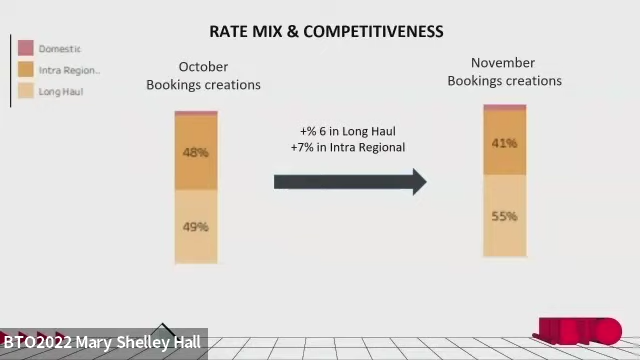 RATE MIX & COMPETITIVENESS
Domestic
Intra Region..
Long Haul
October
Bookings creations
48%
49%
+% 6 in Long Haul
+7% in Intra Regional
November
Bookings creations
41%
55%
BTO2022 Mary Shelley Hall
BTO